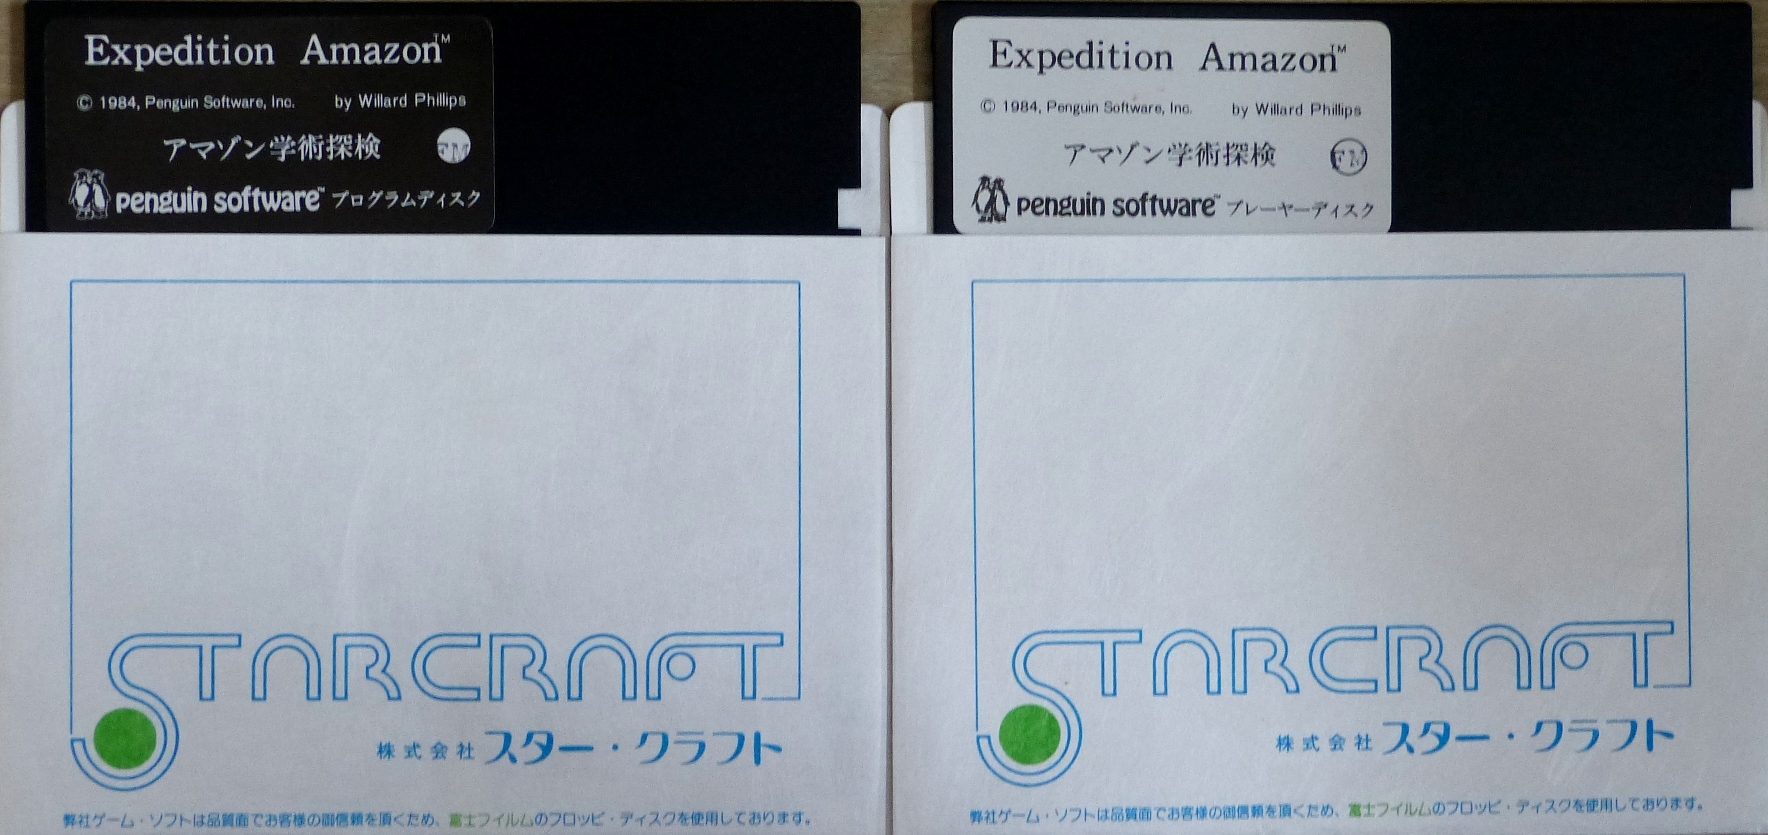 Expedition Amazon™
© 1984, Penguin Software, Inc. by Willard Phillips
アマゾン学術探検 FM
penguin software™ プログラムディスク
STARCRAFT
株式会社 スター・クラフト
弊社ゲーム・ソフトは品質面でお客様の御信頼を頂くため、富士フイルムのフロッピ・ディスクを使用しております。
Expedition Amazon™
© 1984, Penguin Software, Inc. by Willard Phillips
アマゾン学術探検 FM
penguin software™ プレーヤーディスク
STARCRAFT
株式会社 スター・クラフト
弊社ゲーム・ソフトは品質面でお客様の御信頼を頂くため、富士フイルムのフロッピ・ディスクを使用しております。